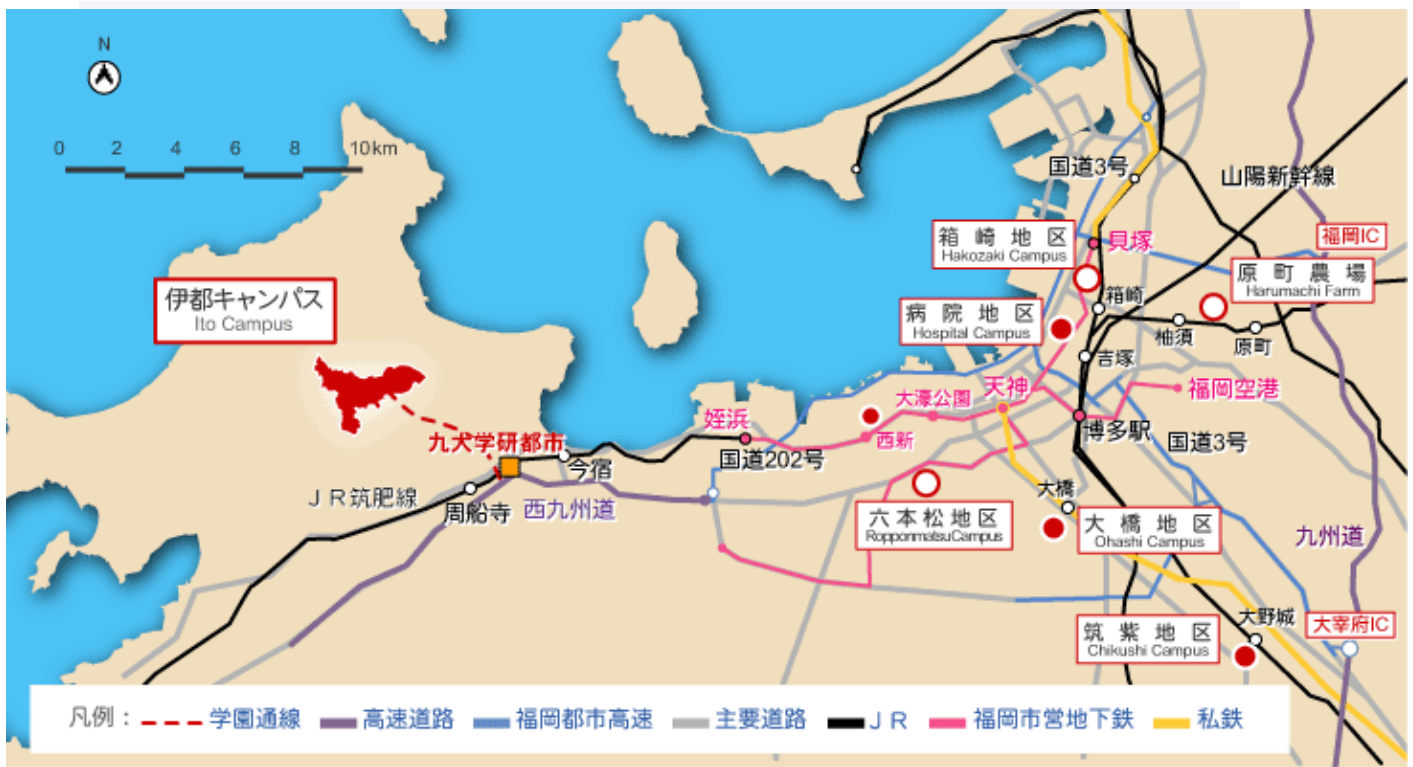 N
0 2 4 6 8 10km
国道3号
山陽新幹線
箱崎地区
Hakozaki Campus
貝塚
福岡IC
原町農場
Harumachi Farm
伊都キャンパス
Ito Campus
病院地区
Hospital Campus
箱崎
柚須
原町
吉塚
天神
福岡空港
大濠公園
姪浜
西新
博多駅
国道3号
九大学研都市
今宿
国道202号
JR筑肥線
周船寺
西九州道
六本松地区
RopponmatsuCampus
大橋
大橋地区
Ohashi Campus
九州道
筑紫地区
Chikushi Campus
大野城
大宰府IC
凡例： 学園通線 高速道路 福岡都市高速 主要道路 JR 福岡市営地下鉄 私鉄